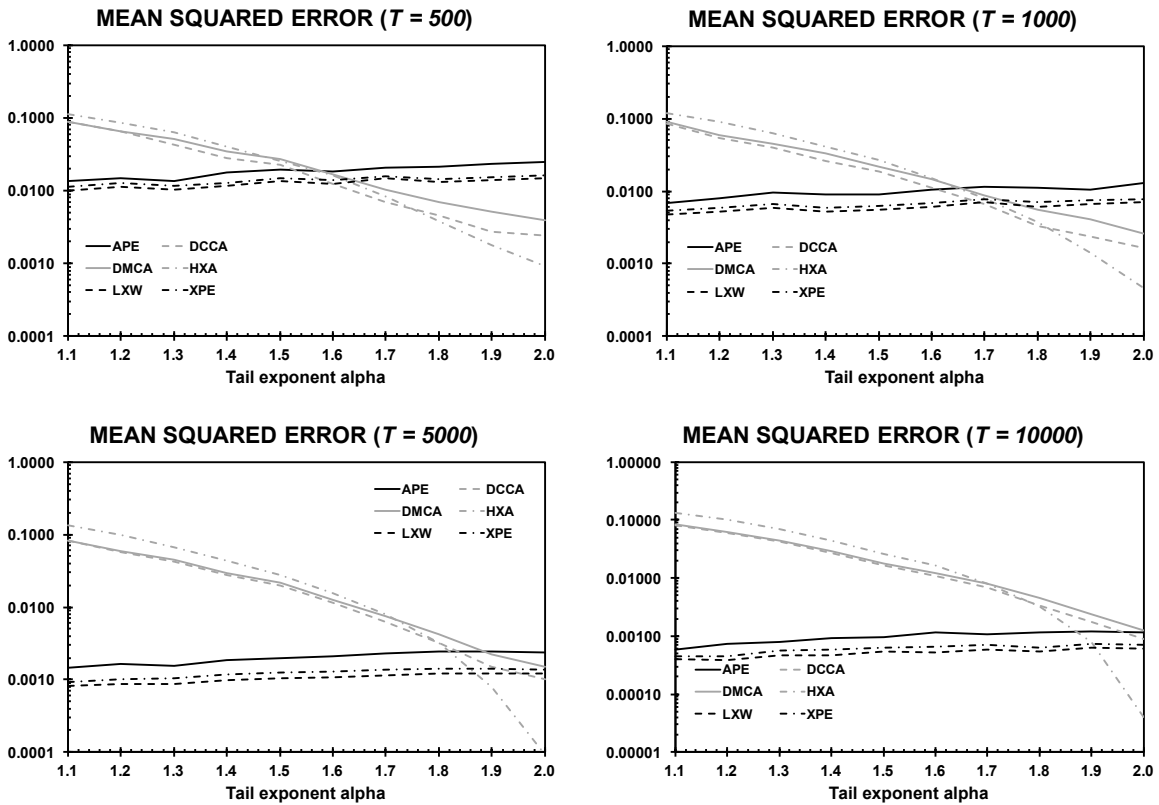 MEAN SQUARED ERROR (T = 500)
1.0000
0.1000
0.0100
0.0010
0.0001
APE DCCA
DMCA HXA
LXW XPE
1.1 1.2 1.3 1.4 1.5 1.6 1.7 1.8 1.9 2.0
Tail exponent alpha
MEAN SQUARED ERROR (T = 1000)
1.0000
0.1000
0.0100
0.0010
0.0001
APE DCCA
DMCA HXA
LXW XPE
1.1 1.2 1.3 1.4 1.5 1.6 1.7 1.8 1.9 2.0
Tail exponent alpha
MEAN SQUARED ERROR (T = 5000)
1.0000
0.1000
0.0100
0.0010
0.0001
APE DCCA
DMCA HXA
LXW XPE
1.1 1.2 1.3 1.4 1.5 1.6 1.7 1.8 1.9 2.0
Tail exponent alpha
MEAN SQUARED ERROR (T = 10000)
1.00000
0.10000
0.01000
0.00100
0.00010
0.00001
APE DCCA
DMCA HXA
LXW XPE
1.1 1.2 1.3 1.4 1.5 1.6 1.7 1.8 1.9 2.0
Tail exponent alpha